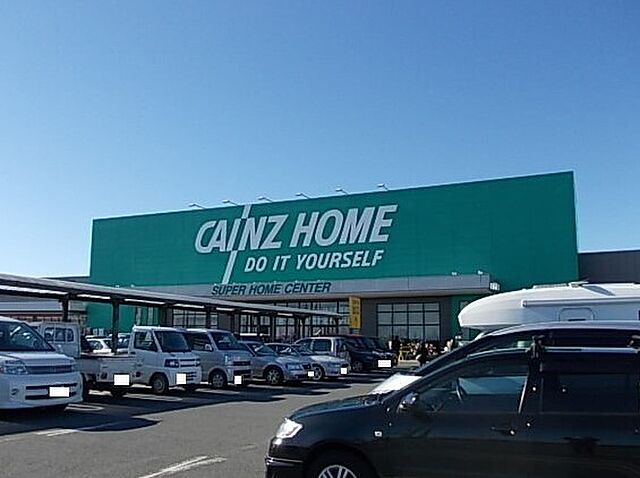 CAINZ HOME
DO IT YOURSELF
SUPER HOME CENTER